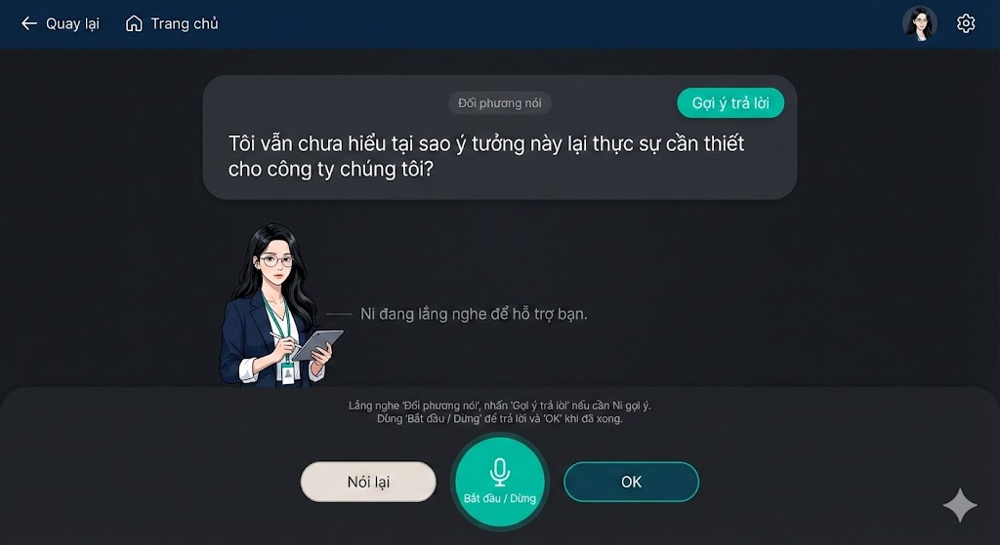 Quay lại
Trang chủ
Đối phương nói
Gợi ý trả lời
Tôi vẫn chưa hiểu tại sao ý tưởng này lại thực sự cần thiết
cho công ty chúng tôi?
Ni đang lắng nghe để hỗ trợ bạn.
Lắng nghe 'Đối phương nói', nhấn 'Gợi ý trả lời' nếu cần Ni gợi ý.
Dùng 'Bắt đầu / Dừng' để trả lời và 'OK' khi đã xong.
Nói lại
Bắt đầu / Dừng
OK